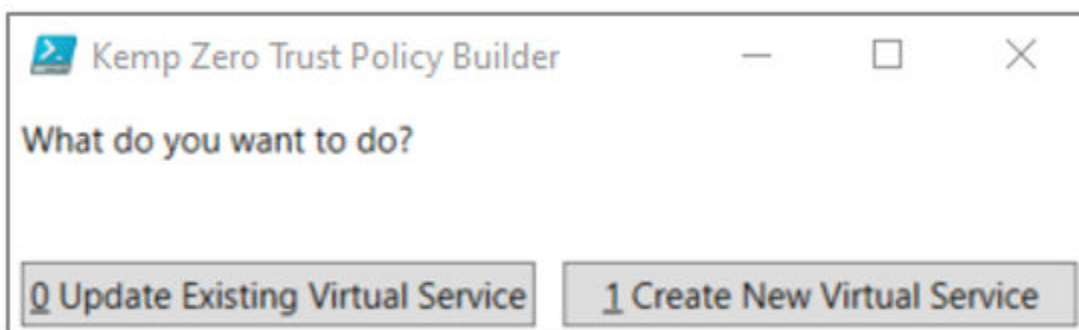 Kemp Zero Trust Policy Builder
What do you want to do?
0 Update Existing Virtual Service
1 Create New Virtual Service